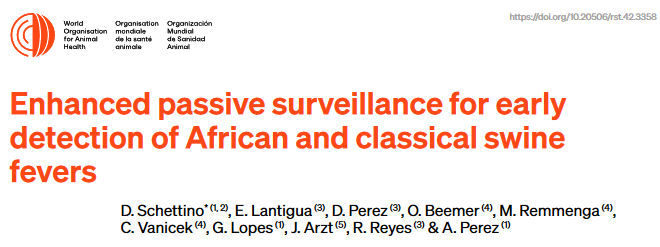 https://doi.org/10.20506/rst.42.3358
World Organisation for Animal Health
Organisation mondiale de la santé animale
Organización Mundial de Sanidad Animal
Enhanced passive surveillance for early
detection of African and classical swine
fevers
D. Schettino* (1, 2), E. Lantigua (3), D. Perez (3), O. Beemer (4), M. Remmenga (4),
C. Vanicek (4), G. Lopes (1), J. Arzt (5), R. Reyes (3) & A. Perez (1)